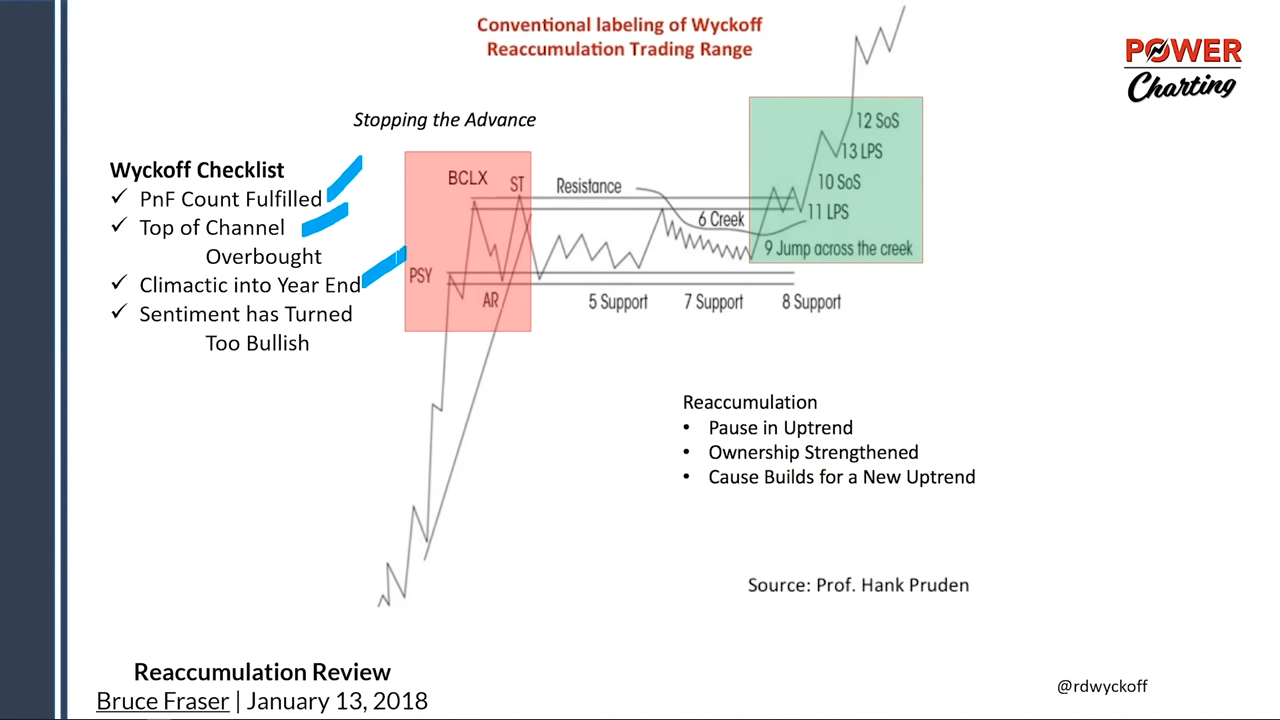 Conventional labeling of Wyckoff
Reaccumulation Trading Range
POWER
Charting
Stopping the Advance
Wyckoff Checklist
✓ PnF Count Fulfilled
✓ Top of Channel
Overbought
✓ Climactic into Year End
✓ Sentiment has Turned
Too Bullish
BCLX
ST
PSY
AR
Resistance
6 Creek
5 Support
7 Support
8 Support
12 SoS
13 LPS
10 SoS
11 LPS
9 Jump across the creek
Reaccumulation
• Pause in Uptrend
• Ownership Strengthened
• Cause Builds for a New Uptrend
Source: Prof. Hank Pruden
Reaccumulation Review
Bruce Fraser | January 13, 2018
@rdwyckoff